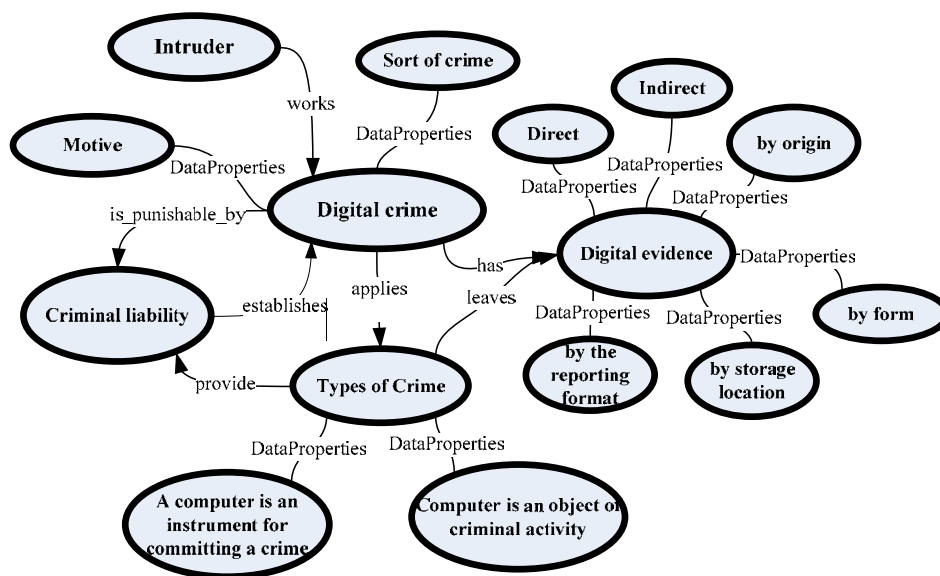 Intruder
Sort of crime
works
Indirect
Motive
DataProperties
Direct
by origin
DataProperties
DataProperties
DataProperties
DataProperties
is_punishable_by
Digital crime
Digital evidence
DataProperties
has
applies
leaves
Criminal liability
establishes
DataProperties
DataProperties
by form
by the
reporting
format
by storage
location
provide
Types of Crime
DataProperties
DataProperties
A computer is an
instrument for
committing a crime
Computer is an object of
criminal activity